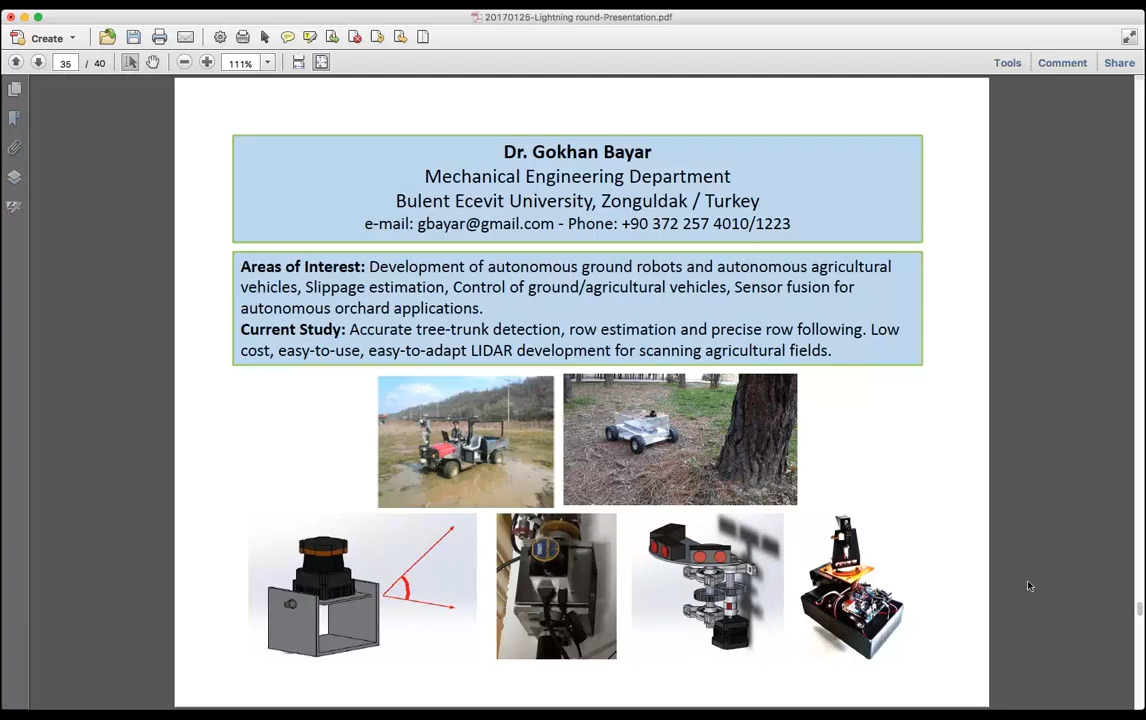 20170125-Lightning round-Presentation.pdf
Create
35 / 40
111%
Tools Comment Share
Dr. Gokhan Bayar
Mechanical Engineering Department
Bulent Ecevit University, Zonguldak / Turkey
e-mail: gbayar@gmail.com - Phone: +90 372 257 4010/1223
Areas of Interest: Development of autonomous ground robots and autonomous agricultural
vehicles, Slippage estimation, Control of ground/agricultural vehicles, Sensor fusion for
autonomous orchard applications.
Current Study: Accurate tree-trunk detection, row estimation and precise row following. Low
cost, easy-to-use, easy-to-adapt LIDAR development for scanning agricultural fields.